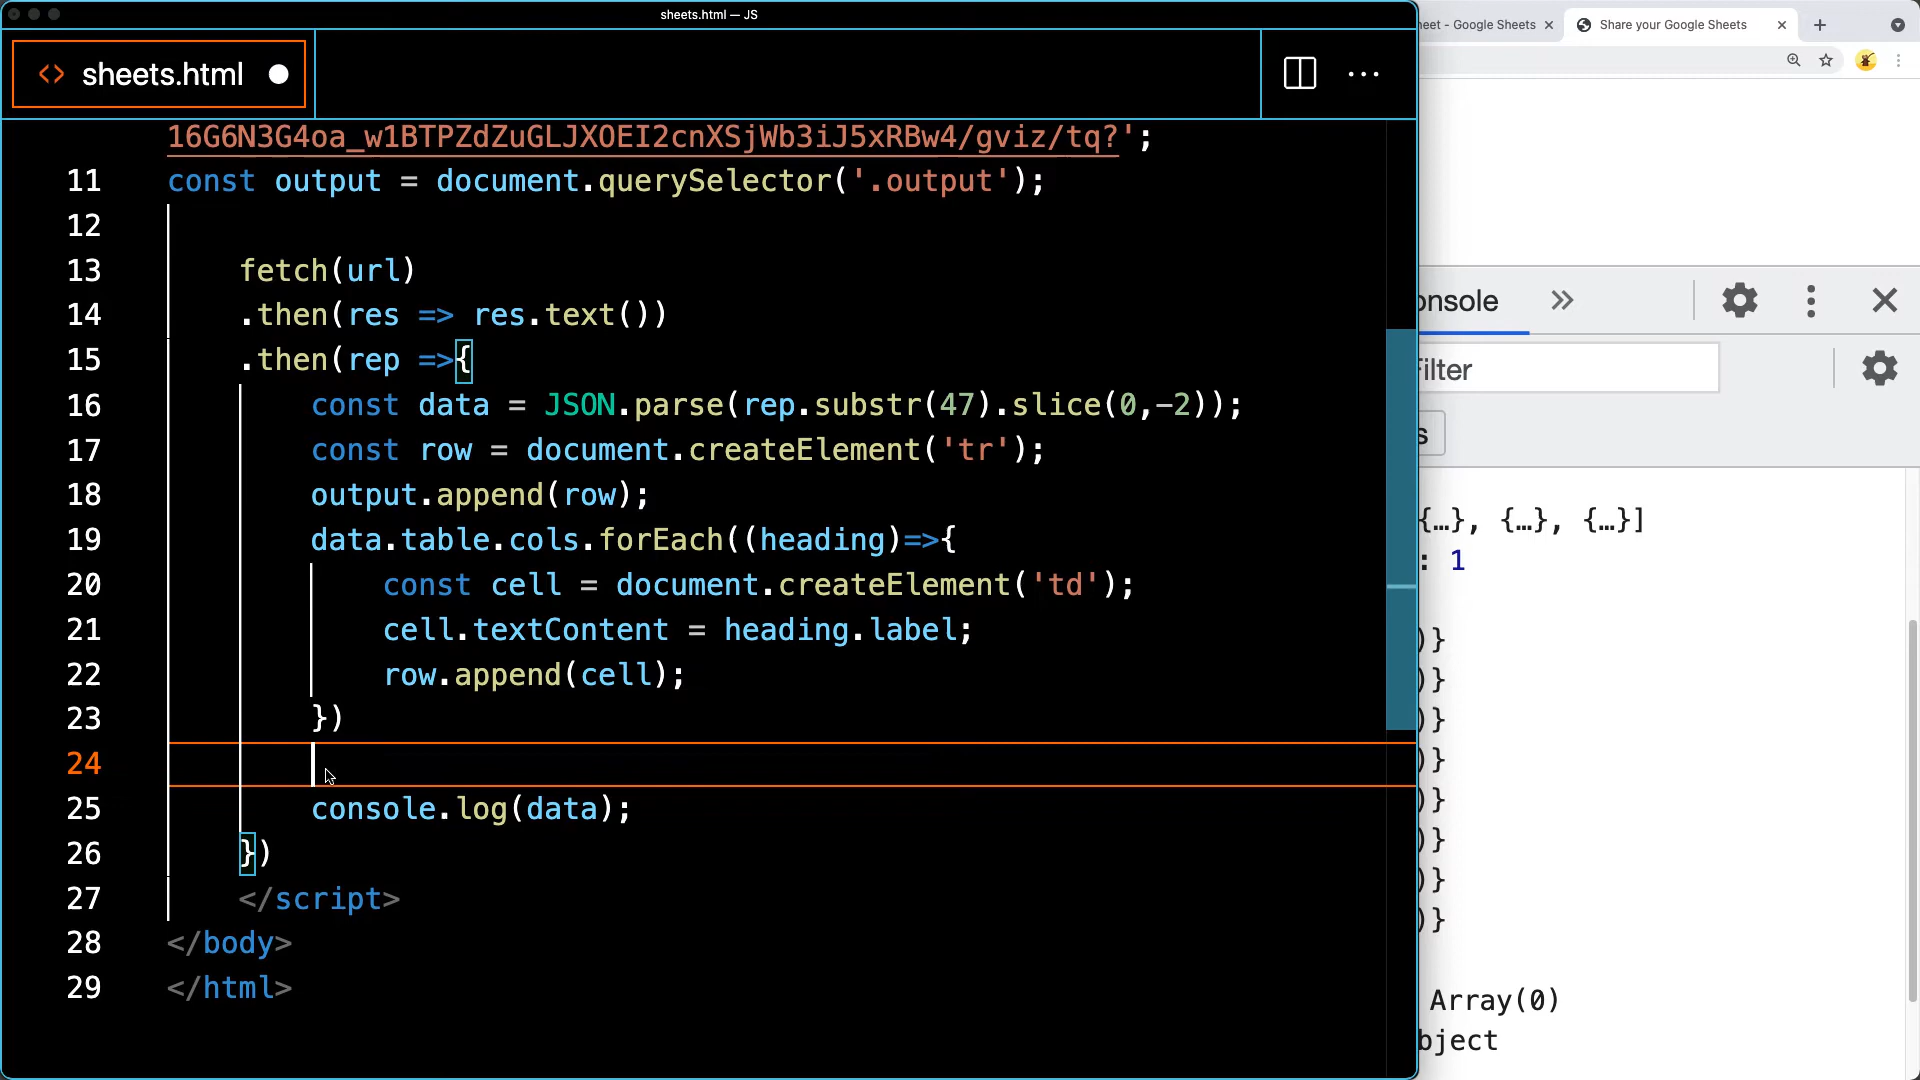 sheets.html — JS
<> sheets.html
eet - Google Sheets
Share your Google Sheets
16G6N3G4oa_w1BTPZdZuGLJXOEI2cnXSjWb3iJ5xRBw4/gviz/tq?';
11 const output = document.querySelector('.output');
12
13 fetch(url)
14 .then(res => res.text())
15 .then(rep =>{
16 const data = JSON.parse(rep.substr(47).slice(0,-2));
17 const row = document.createElement('tr');
18 output.append(row);
19 data.table.cols.forEach((heading)=>{
20 const cell = document.createElement('td');
21 cell.textContent = heading.label;
22 row.append(cell);
23 })
24
25 console.log(data);
26 })
27 </script>
28 </body>
29 </html>
onsole
ilter
s
{…}, {…}, {…}]
: 1
)}
)}
)}
)}
)}
)}
)}
)}
Array(0)
bject